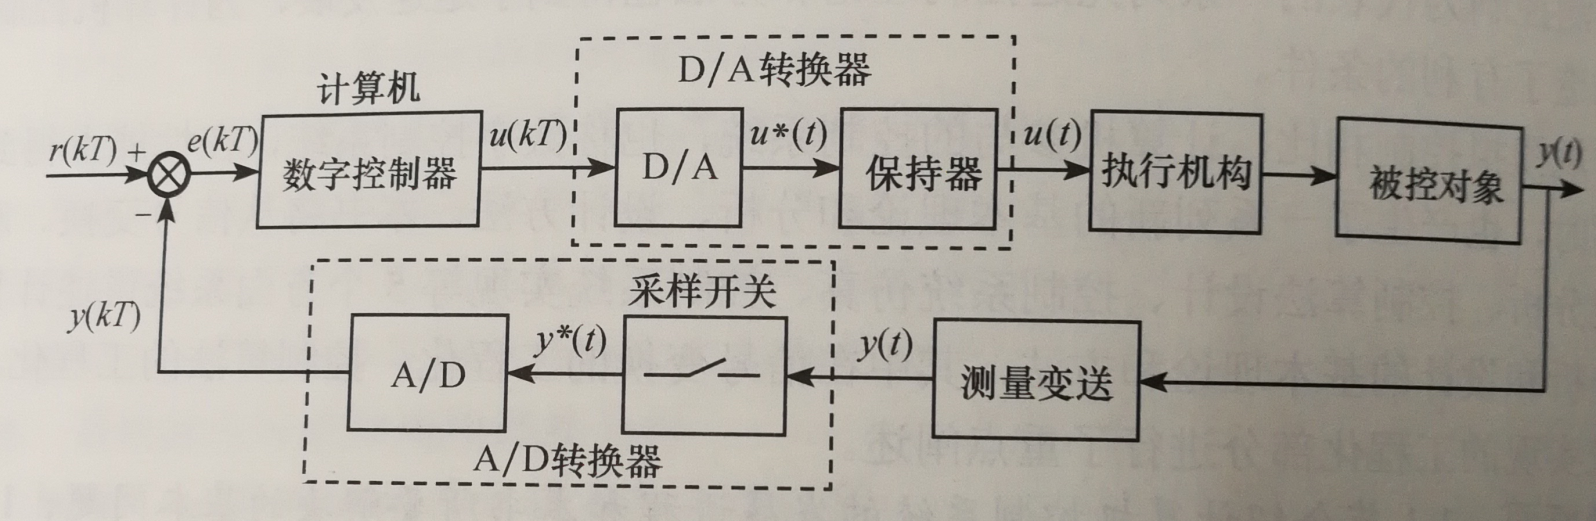 D/A转换器
计算机
r(kT) + e(kT) 数字控制器 u(kT) D/A u*(t) 保持器 u(t) 执行机构 被控对象 y(t)
−
采样开关
y(kT) A/D y*(t) y(t) 测量变送
A/D转换器